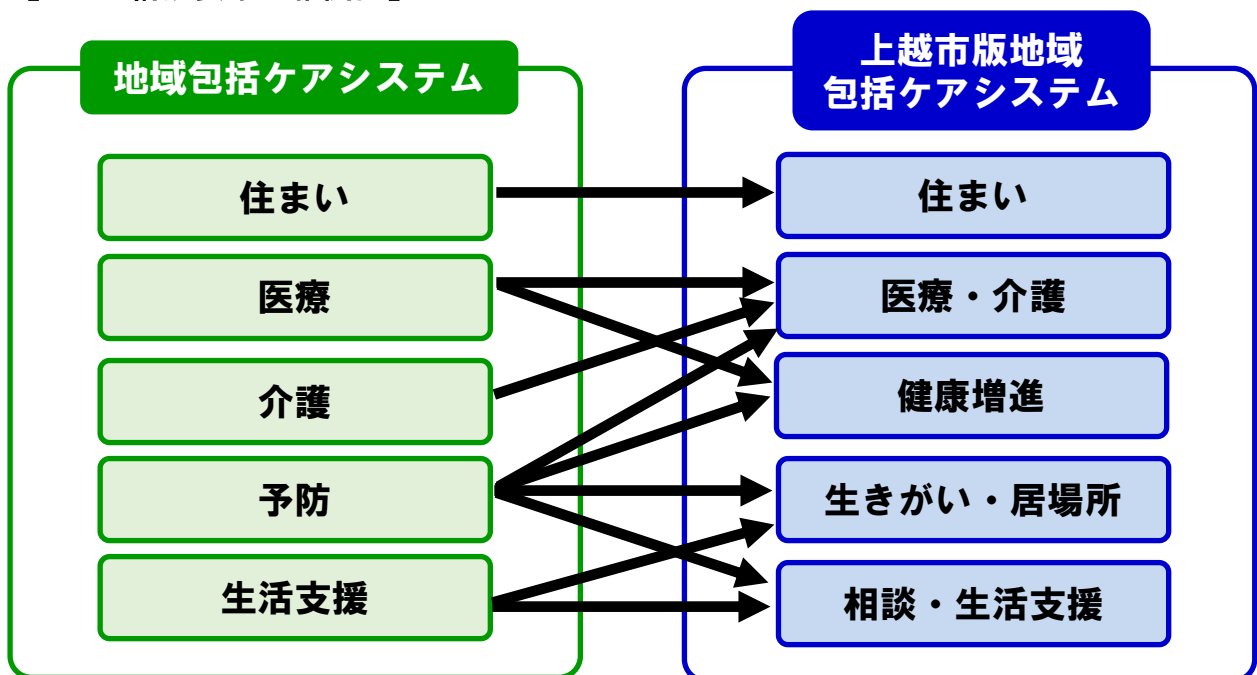 地域包括ケアシステム
住まい
医療
介護
予防
生活支援
上越市版地域
包括ケアシステム
住まい
医療・介護
健康増進
生きがい・居場所
相談・生活支援